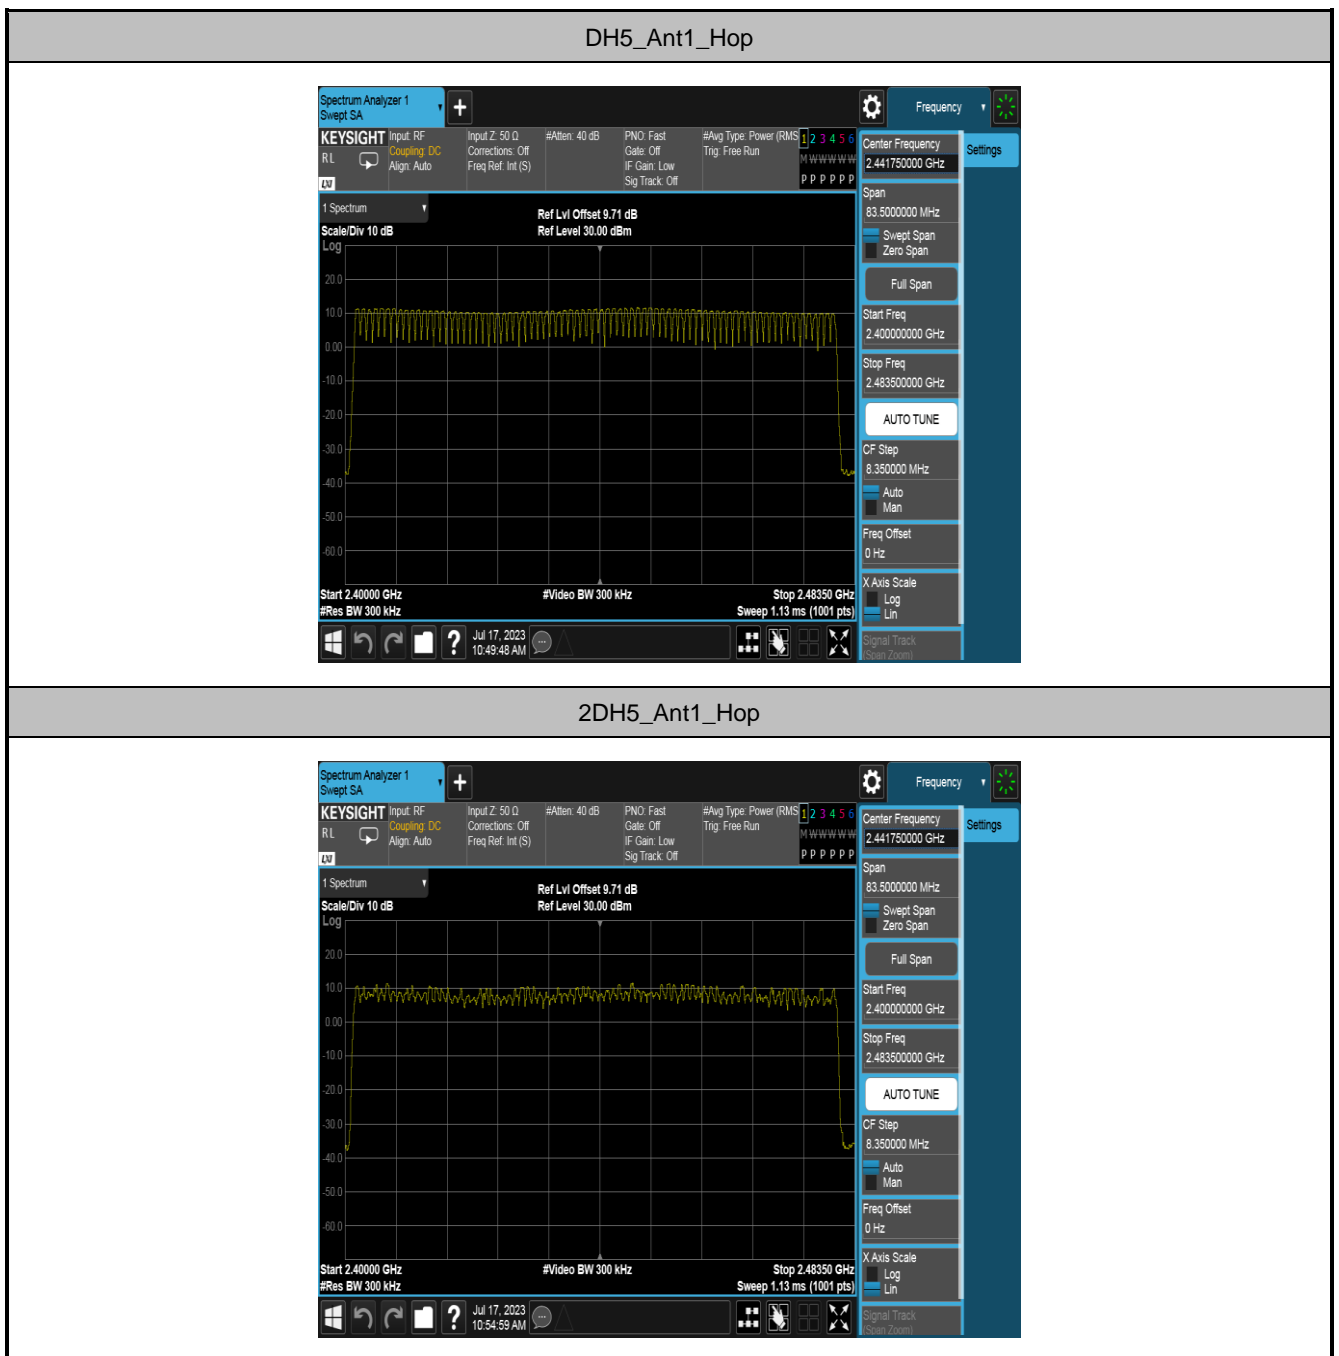 DH5_Ant1_Hop
Spectrum Analyzer 1
Swept SA
+
Frequency
KEYSIGHT
RL
LXI
Input: RF
Coupling: DC
Align: Auto
Input Z: 50 Ω
Corrections: Off
Freq Ref: Int (S)
#Atten: 40 dB
PNO: Fast
Gate: Off
IF Gain: Low
Sig Track: Off
#Avg Type: Power (RMS
Trig: Free Run
1 2 3 4 5 6
M W W W W W
P P P P P P
Center Frequency
2.441750000 GHz
Settings
Span
83.5000000 MHz
Swept Span
Zero Span
Full Span
Start Freq
2.400000000 GHz
Stop Freq
2.483500000 GHz
AUTO TUNE
CF Step
8.350000 MHz
Auto
Man
Freq Offset
0 Hz
X Axis Scale
Log
Lin
Signal Track
(Span Zoom)
1 Spectrum
Scale/Div 10 dB
Ref Lvl Offset 9.71 dB
Ref Level 30.00 dBm
Log
20.0
10.0
0.00
-10.0
-20.0
-30.0
-40.0
-50.0
-60.0
Start 2.40000 GHz
#Video BW 300 kHz
Stop 2.48350 GHz
#Res BW 300 kHz
Sweep 1.13 ms (1001 pts)
?
Jul 17, 2023
10:49:48 AM
2DH5_Ant1_Hop
Spectrum Analyzer 1
Swept SA
+
Frequency
KEYSIGHT
RL
LXI
Input: RF
Coupling: DC
Align: Auto
Input Z: 50 Ω
Corrections: Off
Freq Ref: Int (S)
#Atten: 40 dB
PNO: Fast
Gate: Off
IF Gain: Low
Sig Track: Off
#Avg Type: Power (RMS
Trig: Free Run
1 2 3 4 5 6
M W W W W W
P P P P P P
Center Frequency
2.441750000 GHz
Settings
Span
83.5000000 MHz
Swept Span
Zero Span
Full Span
Start Freq
2.400000000 GHz
Stop Freq
2.483500000 GHz
AUTO TUNE
CF Step
8.350000 MHz
Auto
Man
Freq Offset
0 Hz
X Axis Scale
Log
Lin
Signal Track
(Span Zoom)
1 Spectrum
Scale/Div 10 dB
Ref Lvl Offset 9.71 dB
Ref Level 30.00 dBm
Log
20.0
10.0
0.00
-10.0
-20.0
-30.0
-40.0
-50.0
-60.0
Start 2.40000 GHz
#Video BW 300 kHz
Stop 2.48350 GHz
#Res BW 300 kHz
Sweep 1.13 ms (1001 pts)
?
Jul 17, 2023
10:54:59 AM